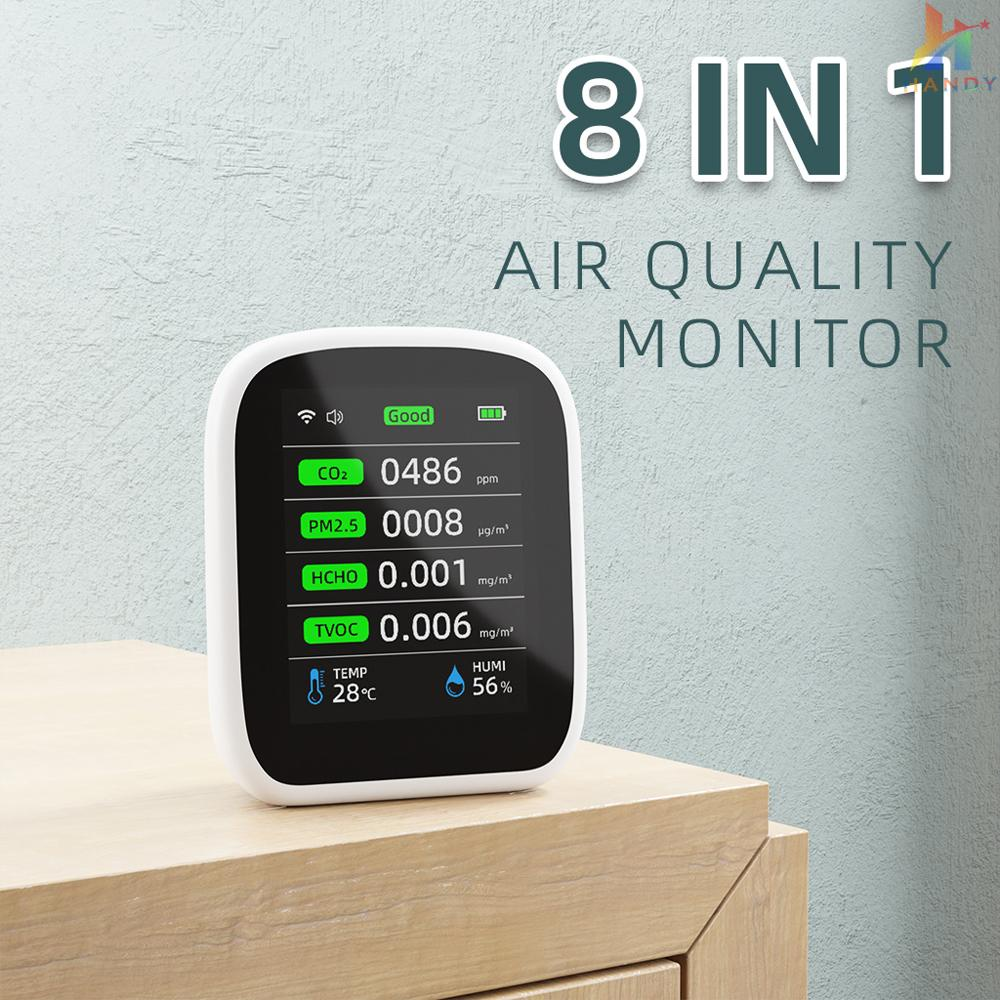 HANDY
8 IN 1
AIR QUALITY
MONITOR
Good
CO₂ 0486 ppm
PM2.5 0008 μg/m³
HCHO 0.001 mg/m³
TVOC 0.006 mg/m³
TEMP
28℃
HUMI
56%